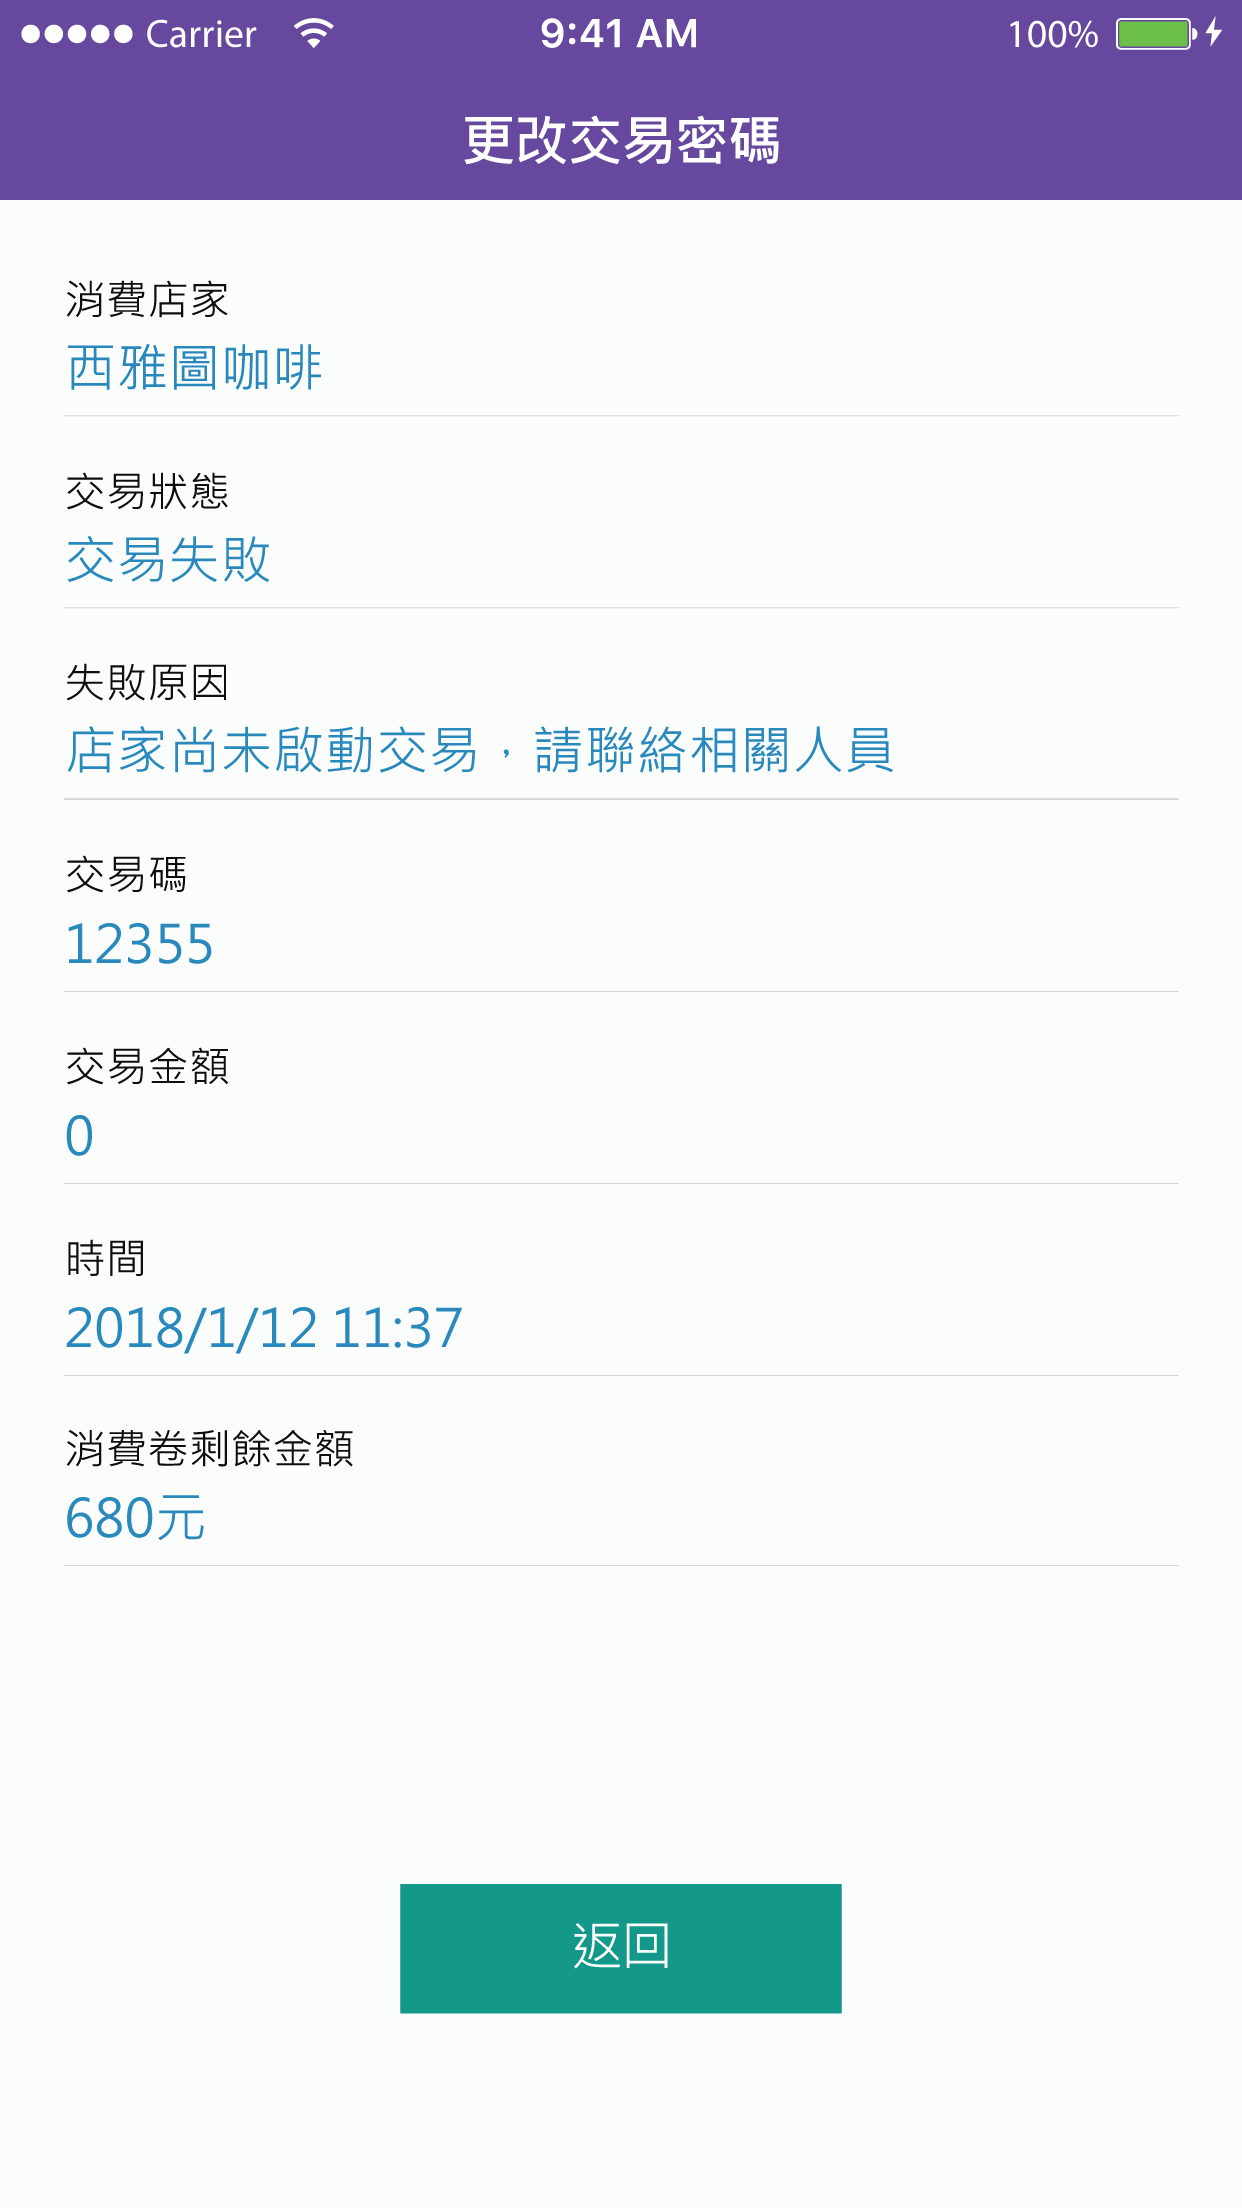 Carrier
9:41 AM
100%
更改交易密碼
消費店家
西雅圖咖啡
交易狀態
交易失敗
失敗原因
店家尚未啟動交易，請聯絡相關人員
交易碼
12355
交易金額
0
時間
2018/1/12 11:37
消費卷剩餘金額
680元
返回